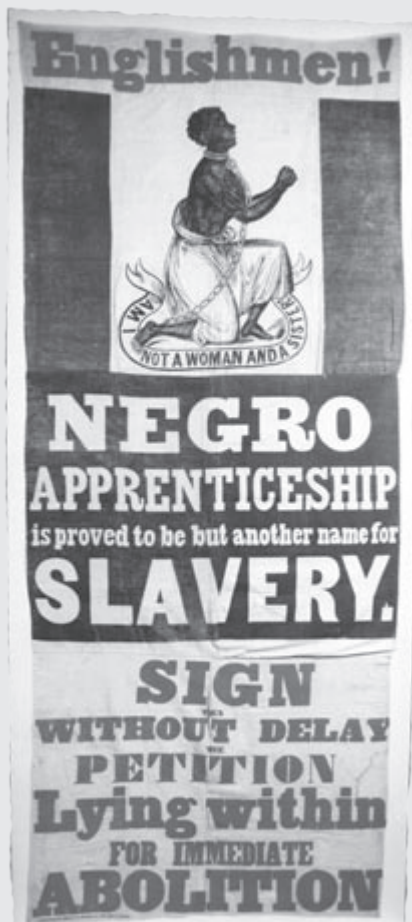 Englishmen!
AM I NOT A WOMAN AND A SISTER
NEGRO
APPRENTICESHIP
is proved to be but another name for
SLAVERY.
SIGN
WITHOUT DELAY
THE
PETITION
Lying within
FOR IMMEDIATE
ABOLITION